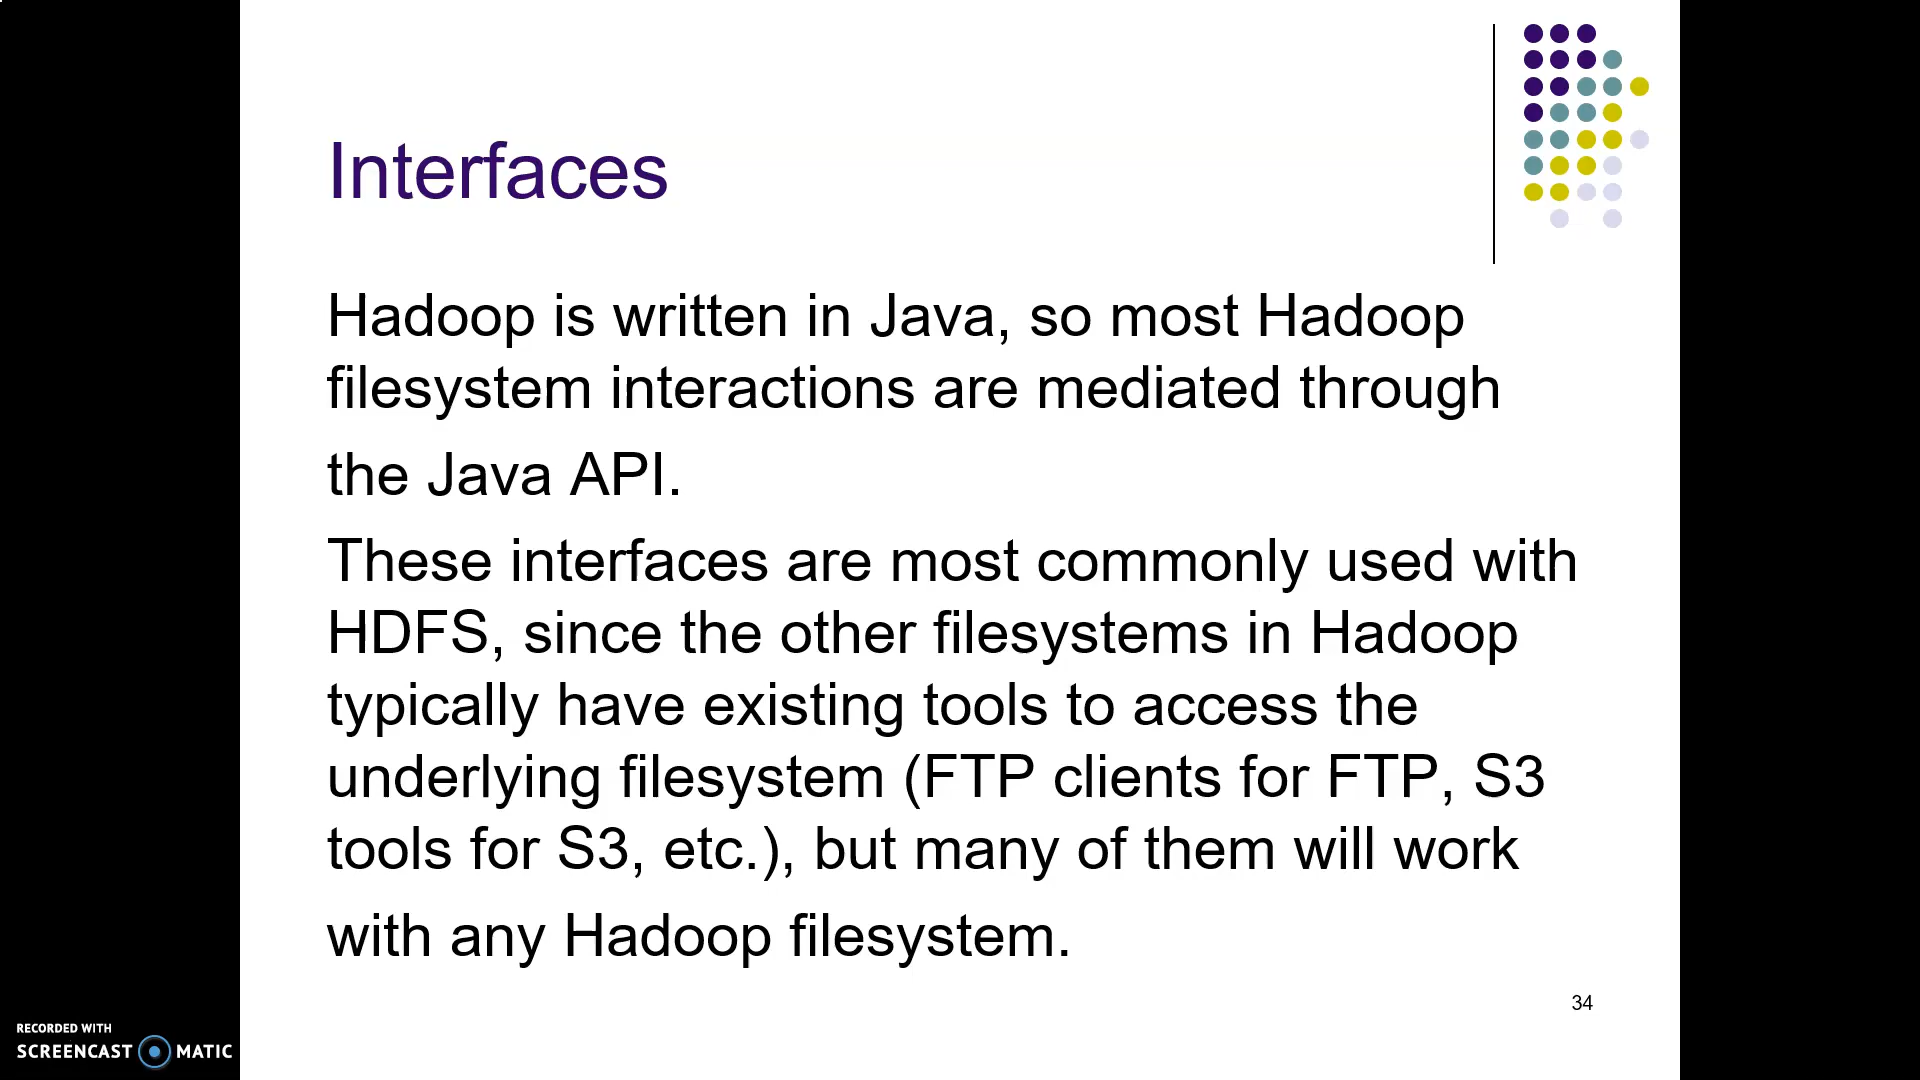 Interfaces
Hadoop is written in Java, so most Hadoop
filesystem interactions are mediated through
the Java API.
These interfaces are most commonly used with
HDFS, since the other filesystems in Hadoop
typically have existing tools to access the
underlying filesystem (FTP clients for FTP, S3
tools for S3, etc.), but many of them will work
with any Hadoop filesystem.
34
RECORDED WITH
SCREENCAST MATIC